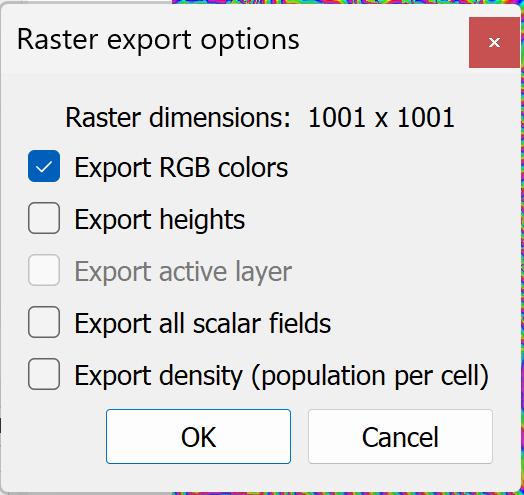 Raster export options
Raster dimensions: 1001 x 1001
Export RGB colors
Export heights
Export active layer
Export all scalar fields
Export density (population per cell)
OK Cancel